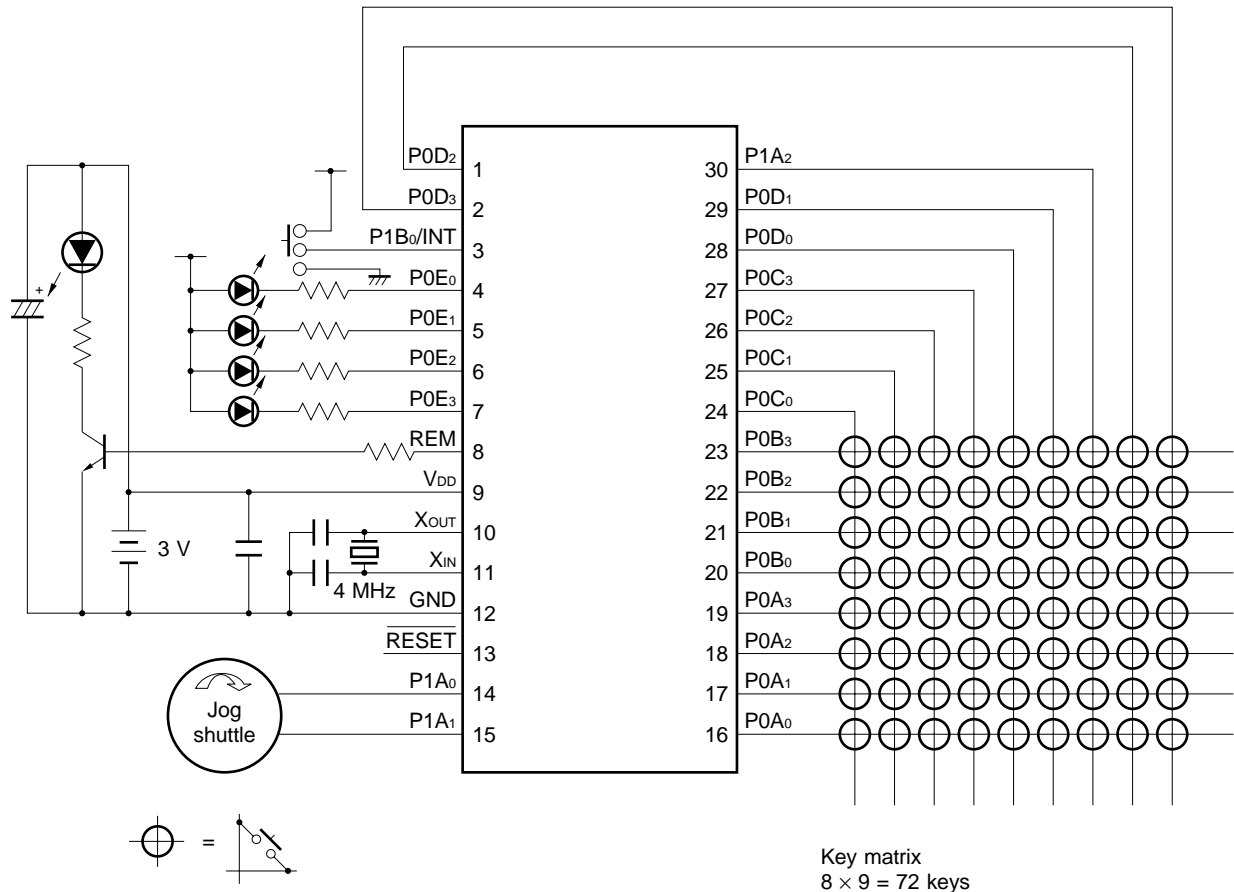 P0D2 1
P0D3 2
P1B0/INT 3
P0E0 4
P0E1 5
P0E2 6
P0E3 7
REM 8
VDD 9
XOUT 10
XIN 11
GND 12
RESET 13
P1A0 14
P1A1 15
30 P1A2
29 P0D1
28 P0D0
27 P0C3
26 P0C2
25 P0C1
24 P0C0
23 P0B3
22 P0B2
21 P0B1
20 P0B0
19 P0A3
18 P0A2
17 P0A1
16 P0A0
+
3 V
4 MHz
Jog
shuttle
=
Key matrix
8 × 9 = 72 keys